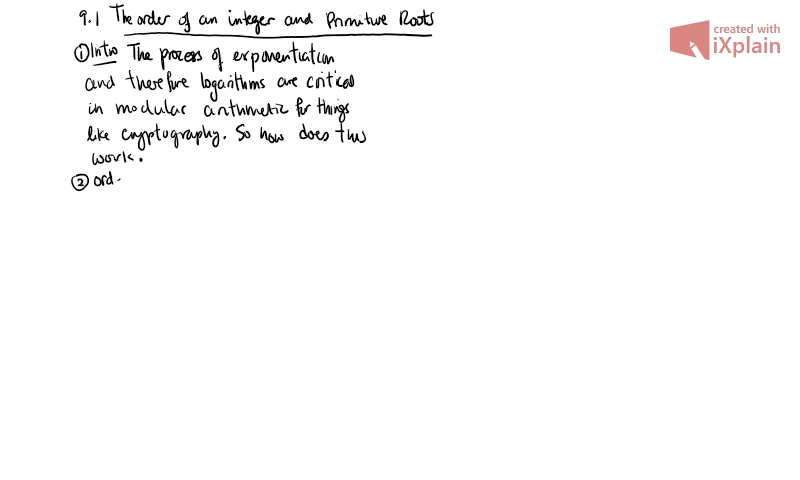 9.1 The order of an integer and Primitive Roots
① Intro The process of exponentiation
and therefore logarithms are critical
in modular arithmetic for things
like cryptography. So how does this
work.
② ord
created with
iXplain